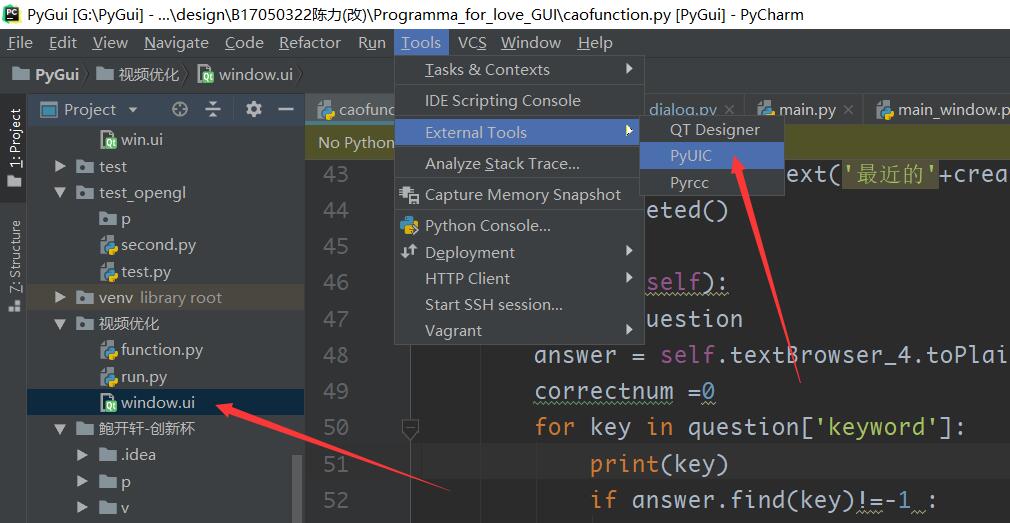 PyGui [G:\PyGui] - ...\design\B17050322陈力(改)\Programma_for_love_GUI\caofunction.py [PyGui] - PyCharm
File Edit View Navigate Code Refactor Run Tools VCS Window Help
PyGui 视频优化 window.ui
1: Project
7: Structure
Project
win.ui
test
test_opengl
p
second.py
test.py
venv library root
视频优化
function.py
run.py
window.ui
鲍开轩-创新杯
.idea
p
v
Tasks & Contexts
IDE Scripting Console
External Tools
Analyze Stack Trace...
Capture Memory Snapshot
Python Console...
Deployment
HTTP Client
Start SSH session...
Vagrant
QT Designer
PyUIC
Pyrcc
caofunc dialog.py main.py main_window.p
No Python
43 ext('最近的'+crea
44 eted()
45
46 self):
47 uestion
48 answer = self.textBrowser_4.toPlai
49 correctnum =0
50 for key in question['keyword']:
51 print(key)
52 if answer.find(key)!=-1 :